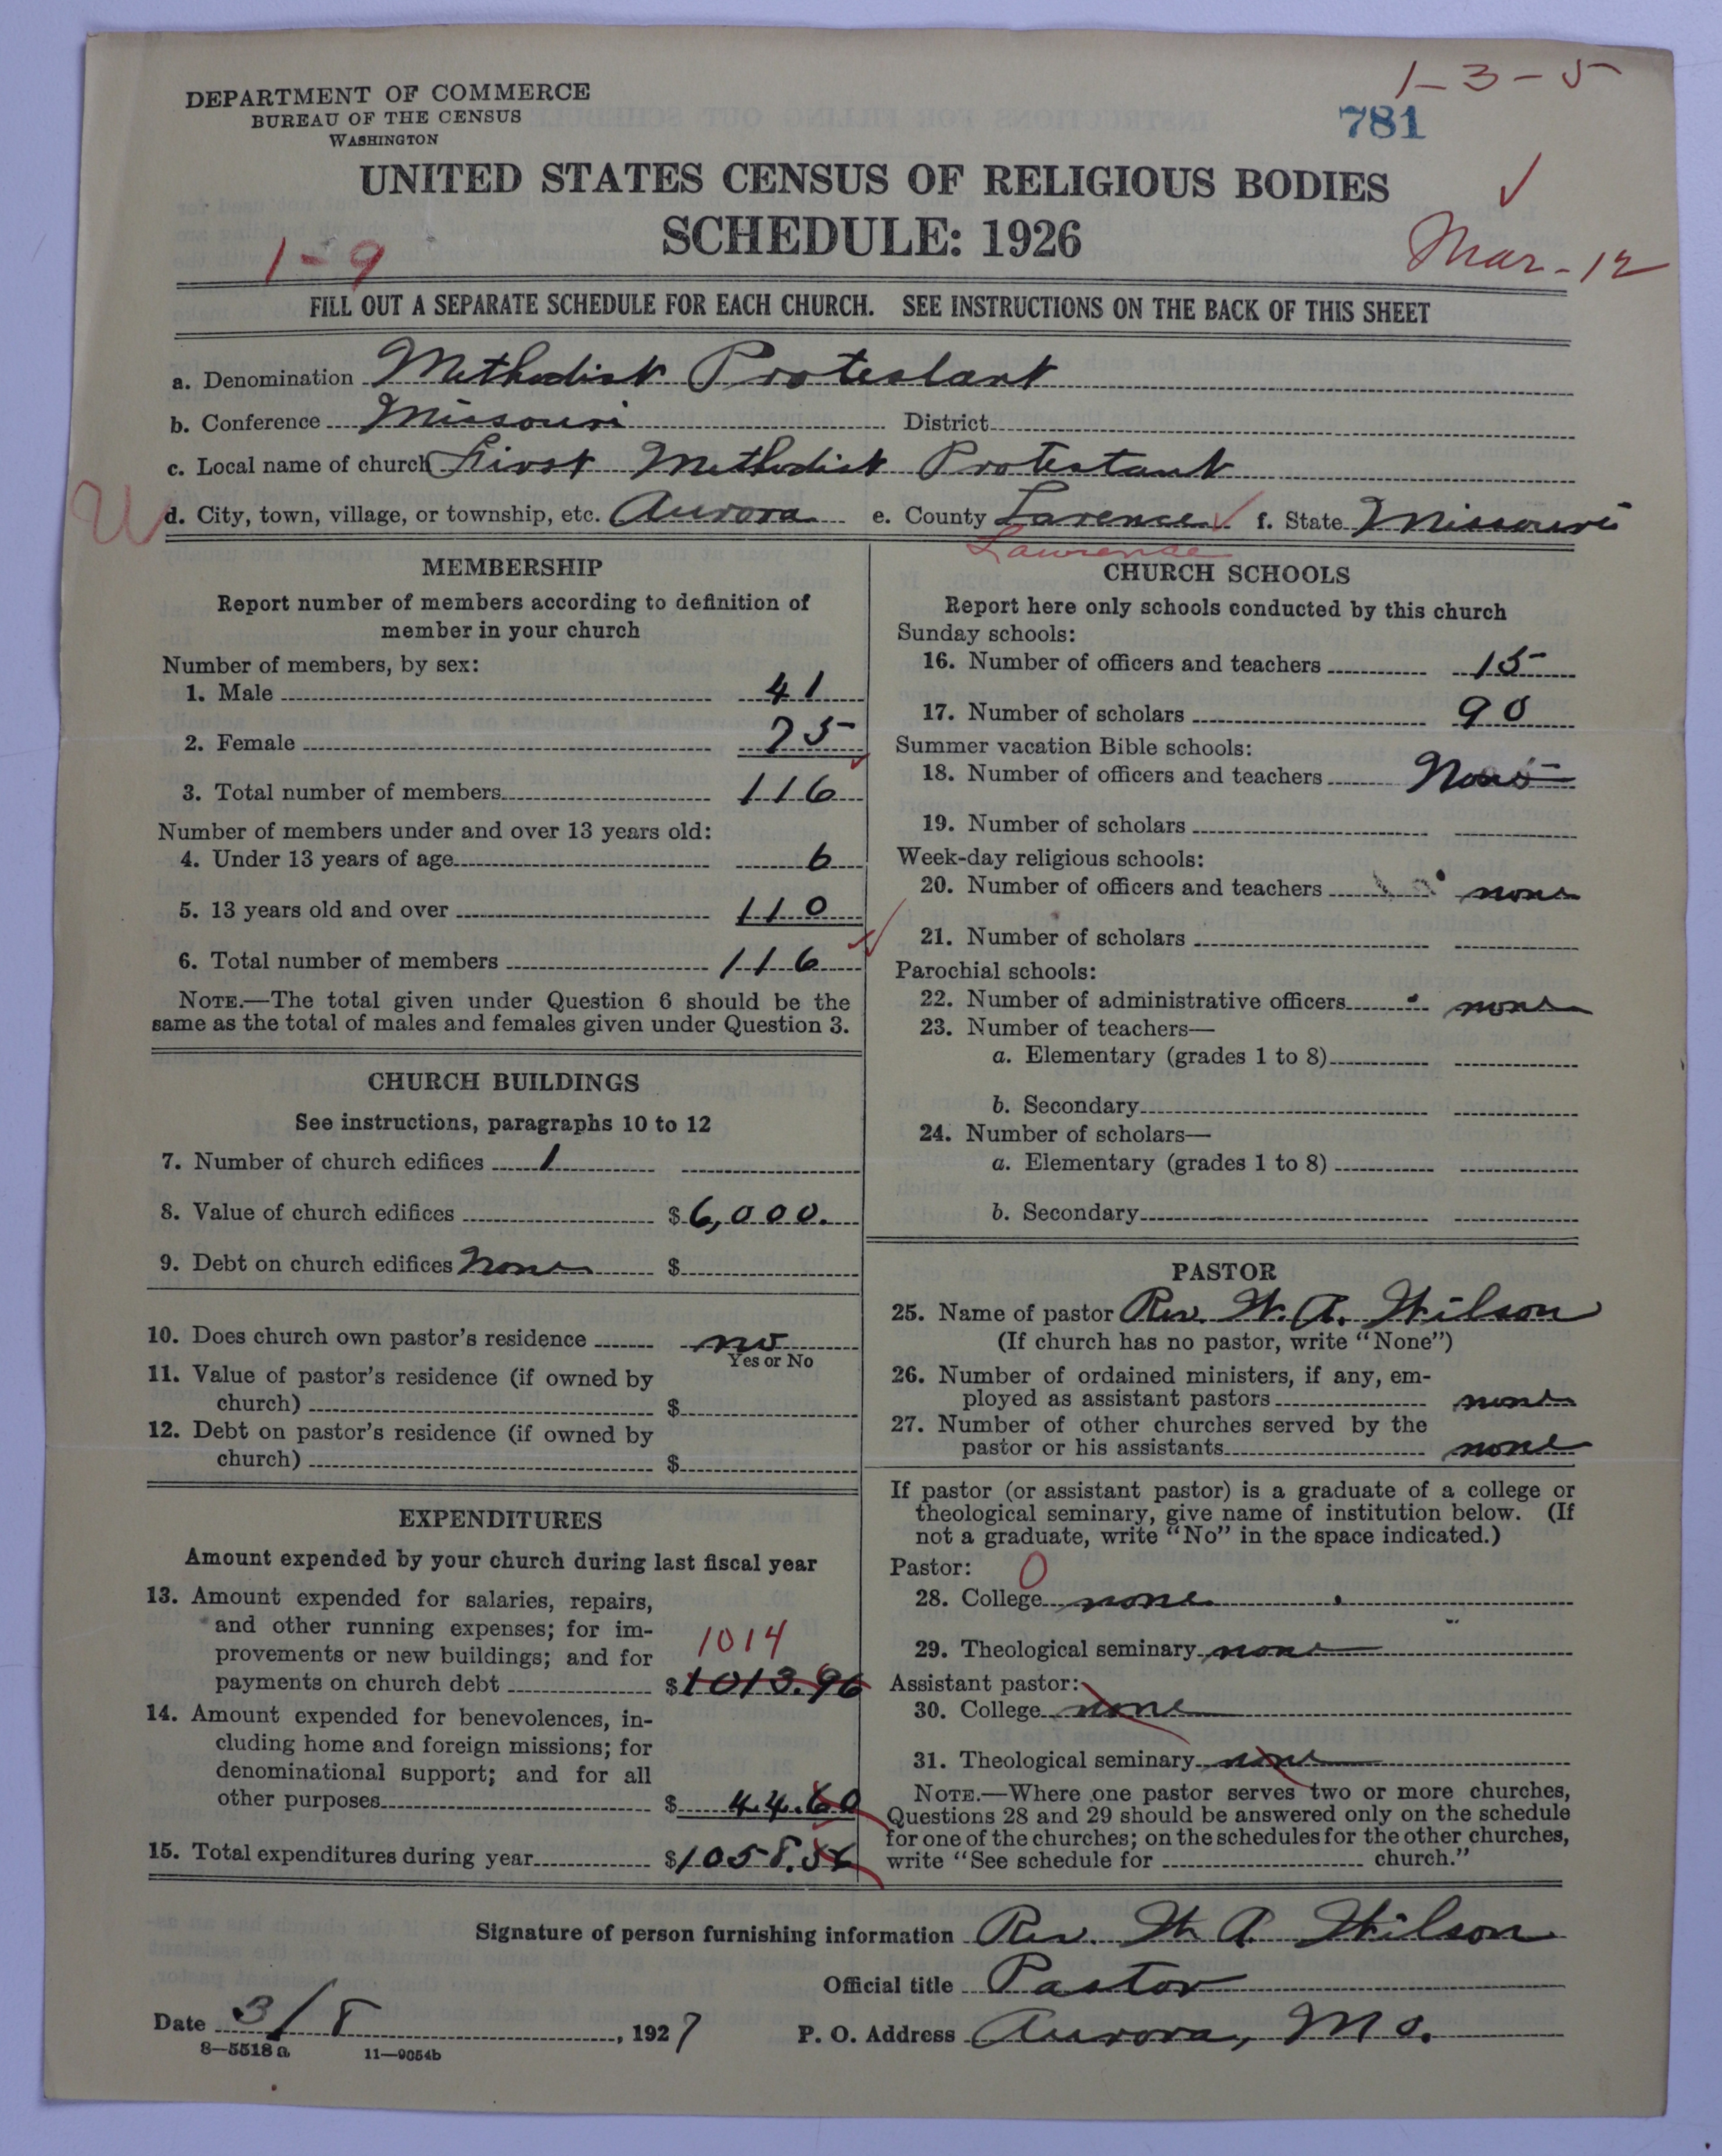 1-3-5
DEPARTMENT OF COMMERCE
BUREAU OF THE CENSUS
WASHINGTON
781
UNITED STATES CENSUS OF RELIGIOUS BODIES
SCHEDULE: 1926
1-9
Mar-12
FILL OUT A SEPARATE SCHEDULE FOR EACH CHURCH. SEE INSTRUCTIONS ON THE BACK OF THIS SHEET
a. Denomination Methodist Protestant
b. Conference Missouri District
c. Local name of church First Methodist Protestant
U d. City, town, village, or township, etc. Aurora e. County Larence f. State Missouri
Lawrence
MEMBERSHIP
Report number of members according to definition of
member in your church
Number of members, by sex:
1. Male 41
2. Female 75
3. Total number of members 116
Number of members under and over 13 years old:
4. Under 13 years of age 6
5. 13 years old and over 110
6. Total number of members 116
NOTE.—The total given under Question 6 should be the
same as the total of males and females given under Question 3.
CHURCH BUILDINGS
See instructions, paragraphs 10 to 12
7. Number of church edifices 1
8. Value of church edifices $6,000.
9. Debt on church edifices None $
10. Does church own pastor's residence no
Yes or No
11. Value of pastor's residence (if owned by
church) $
12. Debt on pastor's residence (if owned by
church) $
EXPENDITURES
Amount expended by your church during last fiscal year
13. Amount expended for salaries, repairs,
and other running expenses; for im-
provements or new buildings; and for 1014
payments on church debt $1013.96
14. Amount expended for benevolences, in-
cluding home and foreign missions; for
denominational support; and for all
other purposes $ 44.60
15. Total expenditures during year $1058.56
CHURCH SCHOOLS
Report here only schools conducted by this church
Sunday schools:
16. Number of officers and teachers 15
17. Number of scholars 90
Summer vacation Bible schools:
18. Number of officers and teachers None
19. Number of scholars
Week-day religious schools:
20. Number of officers and teachers none
21. Number of scholars
Parochial schools:
22. Number of administrative officers none
23. Number of teachers—
a. Elementary (grades 1 to 8)
b. Secondary
24. Number of scholars—
a. Elementary (grades 1 to 8)
b. Secondary
PASTOR
25. Name of pastor Rev. W. A. Wilson
(If church has no pastor, write "None")
26. Number of ordained ministers, if any, em-
ployed as assistant pastors none
27. Number of other churches served by the
pastor or his assistants none
If pastor (or assistant pastor) is a graduate of a college or
theological seminary, give name of institution below. (If
not a graduate, write "No" in the space indicated.)
Pastor: 0
28. College none
29. Theological seminary none
Assistant pastor:
30. College none
31. Theological seminary none
NOTE.—Where one pastor serves two or more churches,
Questions 28 and 29 should be answered only on the schedule
for one of the churches; on the schedules for the other churches,
write "See schedule for church."
Signature of person furnishing information Rev. W. A. Wilson
Official title Pastor
Date 3/8, 1927 P. O. Address Aurora, Mo.
8—5518a 11—9054b